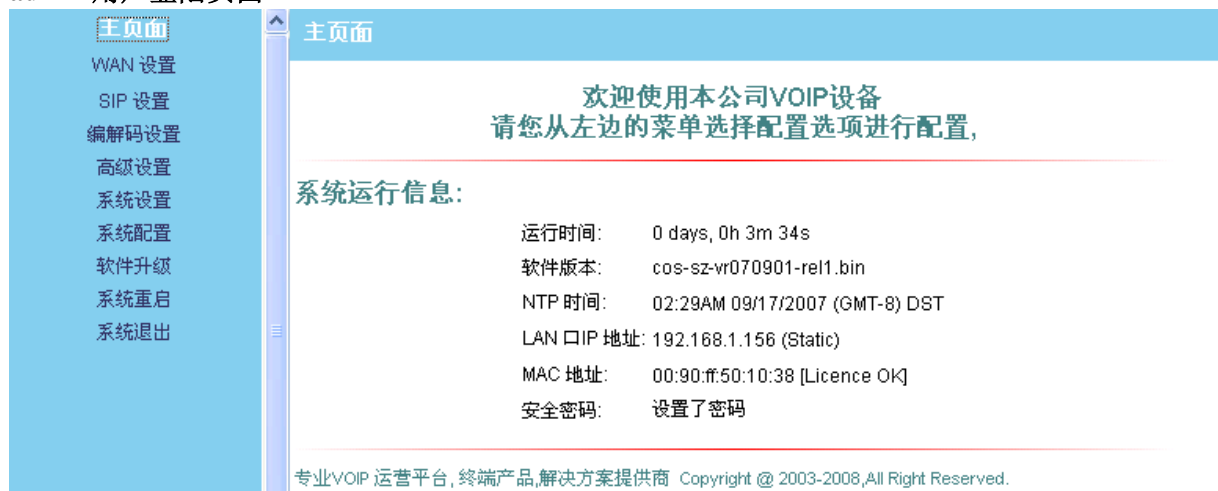 主页面
WAN 设置
SIP 设置
编解码设置
高级设置
系统设置
系统配置
软件升级
系统重启
系统退出
主页面
欢迎使用本公司VOIP设备
请您从左边的菜单选择配置选项进行配置,
系统运行信息:
运行时间: 0 days, 0h 3m 34s
软件版本: cos-sz-vr070901-rel1.bin
NTP 时间: 02:29AM 09/17/2007 (GMT-8) DST
LAN 口IP 地址: 192.168.1.156 (Static)
MAC 地址: 00:90:ff:50:10:38 [Licence OK]
安全密码: 设置了密码
专业VOIP 运营平台, 终端产品,解决方案提供商 Copyright @ 2003-2008,All Right Reserved.